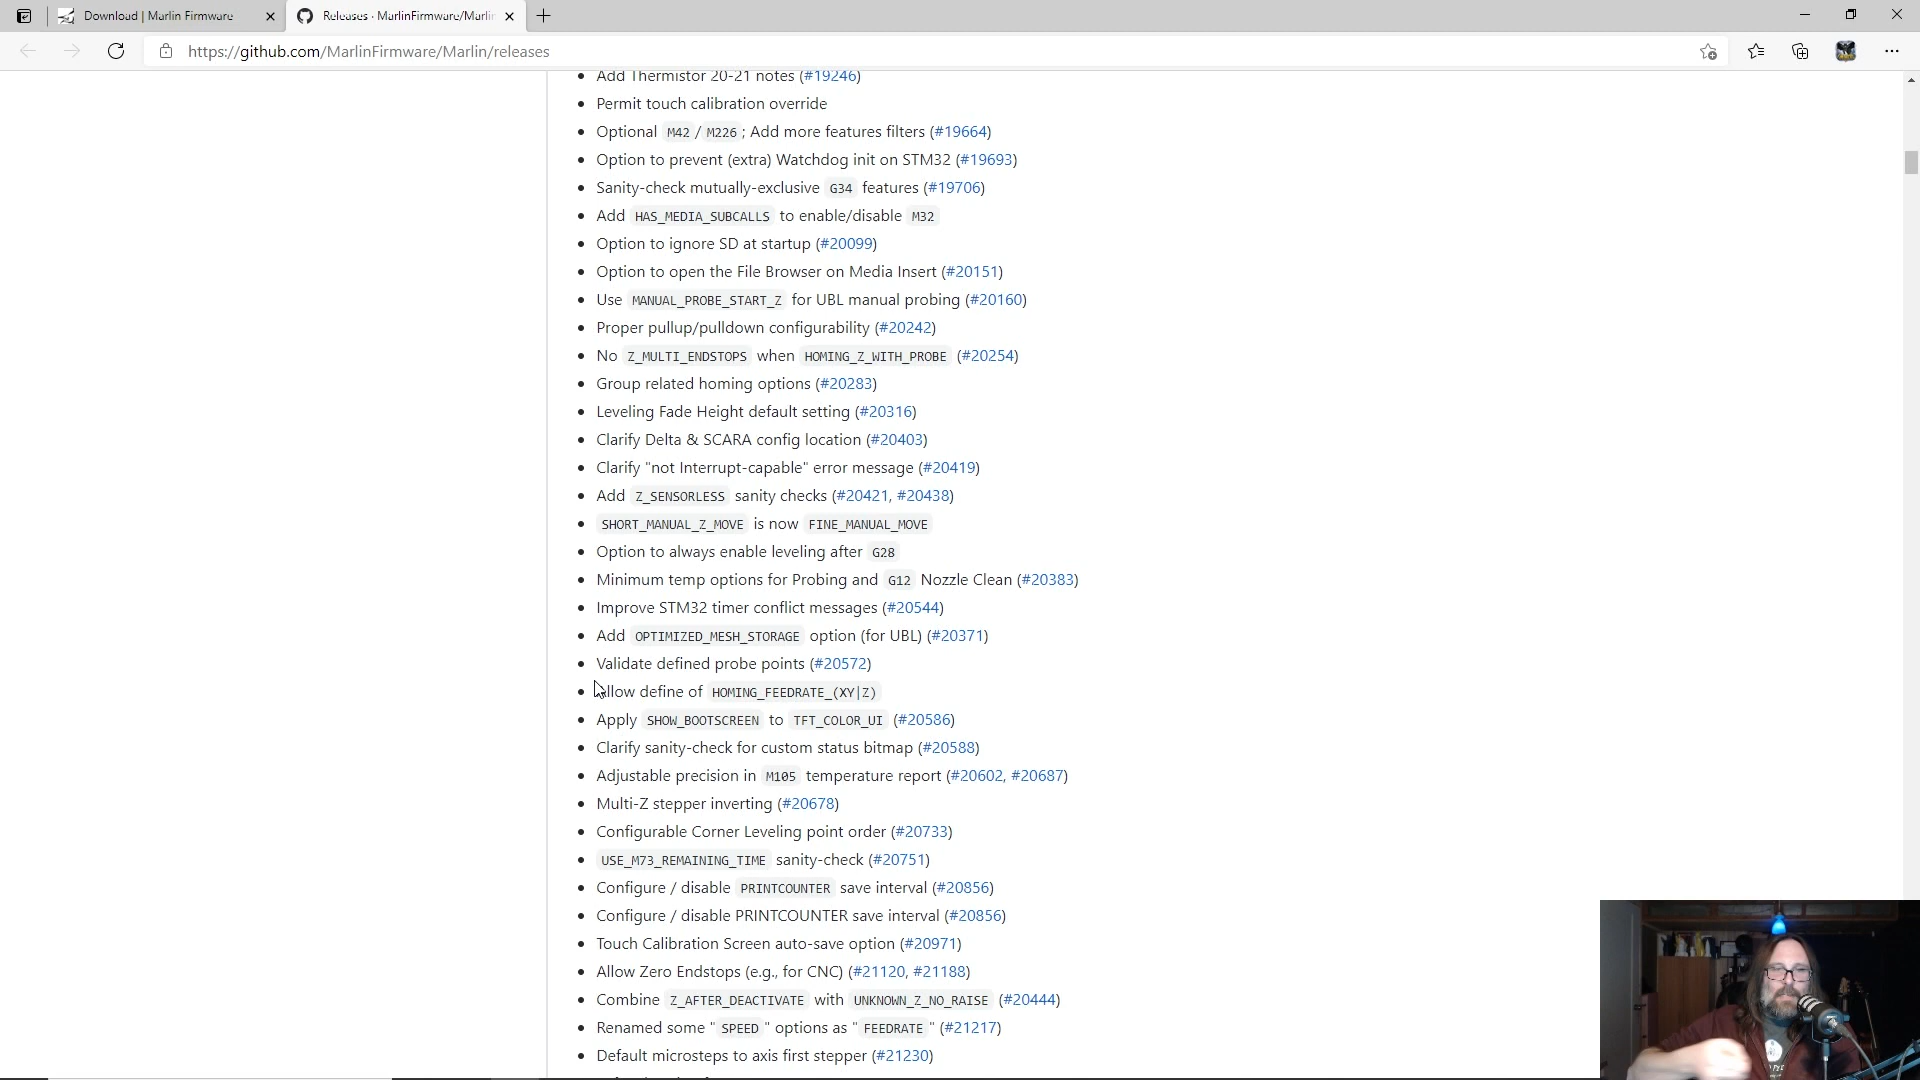 Download | Marlin Firmware
Releases · MarlinFirmware/Marlin
https://github.com/MarlinFirmware/Marlin/releases
Add Thermistor 20-21 notes (#19246)
Permit touch calibration override
Optional M42 / M226 ; Add more features filters (#19664)
Option to prevent (extra) Watchdog init on STM32 (#19693)
Sanity-check mutually-exclusive G34 features (#19706)
Add HAS_MEDIA_SUBCALLS to enable/disable M32
Option to ignore SD at startup (#20099)
Option to open the File Browser on Media Insert (#20151)
Use MANUAL_PROBE_START_Z for UBL manual probing (#20160)
Proper pullup/pulldown configurability (#20242)
No Z_MULTI_ENDSTOPS when HOMING_Z_WITH_PROBE (#20254)
Group related homing options (#20283)
Leveling Fade Height default setting (#20316)
Clarify Delta & SCARA config location (#20403)
Clarify "not Interrupt-capable" error message (#20419)
Add Z_SENSORLESS sanity checks (#20421, #20438)
SHORT_MANUAL_Z_MOVE is now FINE_MANUAL_MOVE
Option to always enable leveling after G28
Minimum temp options for Probing and G12 Nozzle Clean (#20383)
Improve STM32 timer conflict messages (#20544)
Add OPTIMIZED_MESH_STORAGE option (for UBL) (#20371)
Validate defined probe points (#20572)
Allow define of HOMING_FEEDRATE_(XY|Z)
Apply SHOW_BOOTSCREEN to TFT_COLOR_UI (#20586)
Clarify sanity-check for custom status bitmap (#20588)
Adjustable precision in M105 temperature report (#20602, #20687)
Multi-Z stepper inverting (#20678)
Configurable Corner Leveling point order (#20733)
USE_M73_REMAINING_TIME sanity-check (#20751)
Configure / disable PRINTCOUNTER save interval (#20856)
Configure / disable PRINTCOUNTER save interval (#20856)
Touch Calibration Screen auto-save option (#20971)
Allow Zero Endstops (e.g., for CNC) (#21120, #21188)
Combine Z_AFTER_DEACTIVATE with UNKNOWN_Z_NO_RAISE (#20444)
Renamed some " SPEED " options as " FEEDRATE " (#21217)
Default microsteps to axis first stepper (#21230)